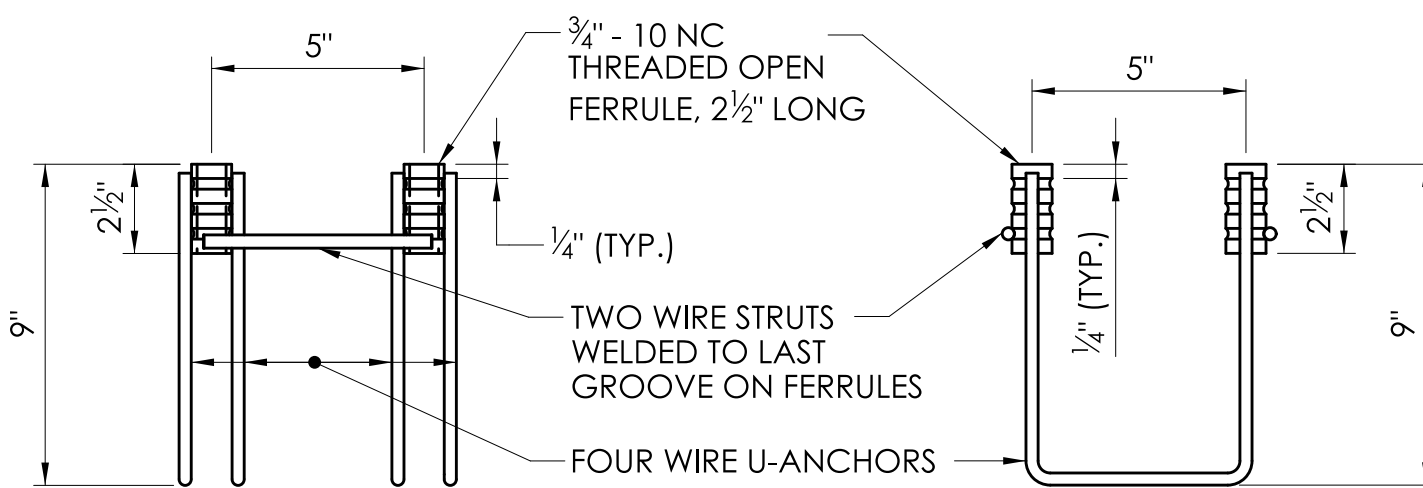 5"
¾" - 10 NC
THREADED OPEN
FERRULE, 2½" LONG
5"
2½"
9"
¼" (TYP.)
¼" (TYP.)
2½"
9"
TWO WIRE STRUTS
WELDED TO LAST
GROOVE ON FERRULES
FOUR WIRE U-ANCHORS